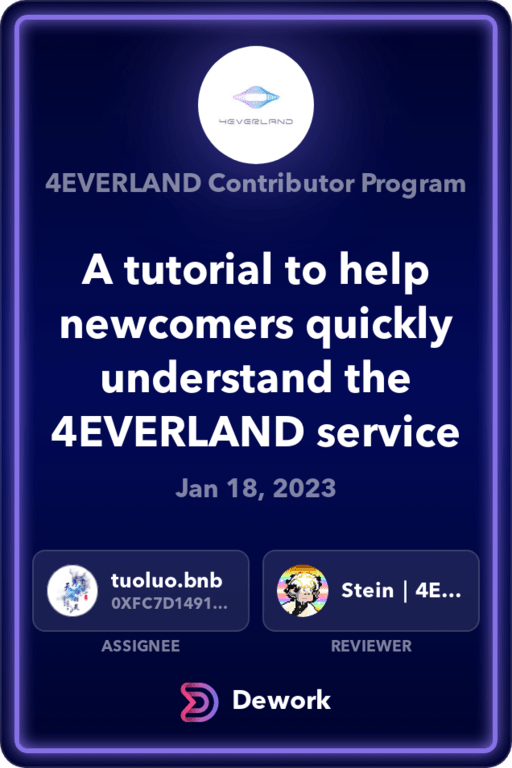 4EVERLAND
4EVERLAND Contributor Program
A tutorial to help
newcomers quickly
understand the
4EVERLAND service
Jan 18, 2023
tuoluo.bnb
0XFC7D1491...
Stein | 4E...
ASSIGNEE
REVIEWER
Dework